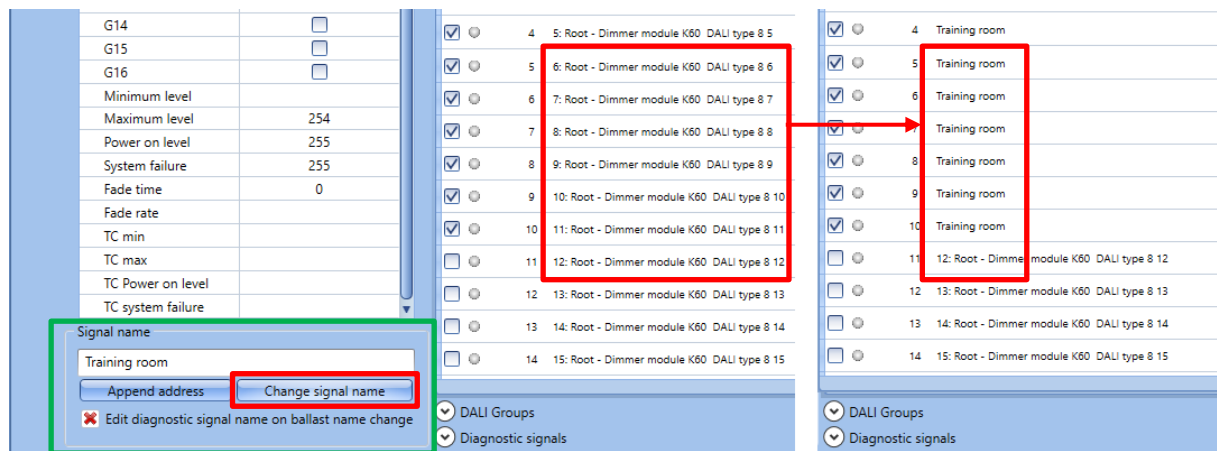 G14
G15
G16
Minimum level
Maximum level 254
Power on level 255
System failure 255
Fade time 0
Fade rate
TC min
TC max
TC Power on level
TC system failure
Signal name
Training room
Append address Change signal name
Edit diagnostic signal name on ballast name change
4 5: Root - Dimmer module K60 DALI type 8 5
5 6: Root - Dimmer module K60 DALI type 8 6
6 7: Root - Dimmer module K60 DALI type 8 7
7 8: Root - Dimmer module K60 DALI type 8 8
8 9: Root - Dimmer module K60 DALI type 8 9
9 10: Root - Dimmer module K60 DALI type 8 10
10 11: Root - Dimmer module K60 DALI type 8 11
11 12: Root - Dimmer module K60 DALI type 8 12
12 13: Root - Dimmer module K60 DALI type 8 13
13 14: Root - Dimmer module K60 DALI type 8 14
14 15: Root - Dimmer module K60 DALI type 8 15
DALI Groups
Diagnostic signals
4 Training room
5 Training room
6 Training room
7 Training room
8 Training room
9 Training room
10 Training room
11 12: Root - Dimmer module K60 DALI type 8 12
12 13: Root - Dimmer module K60 DALI type 8 13
13 14: Root - Dimmer module K60 DALI type 8 14
14 15: Root - Dimmer module K60 DALI type 8 15
DALI Groups
Diagnostic signals